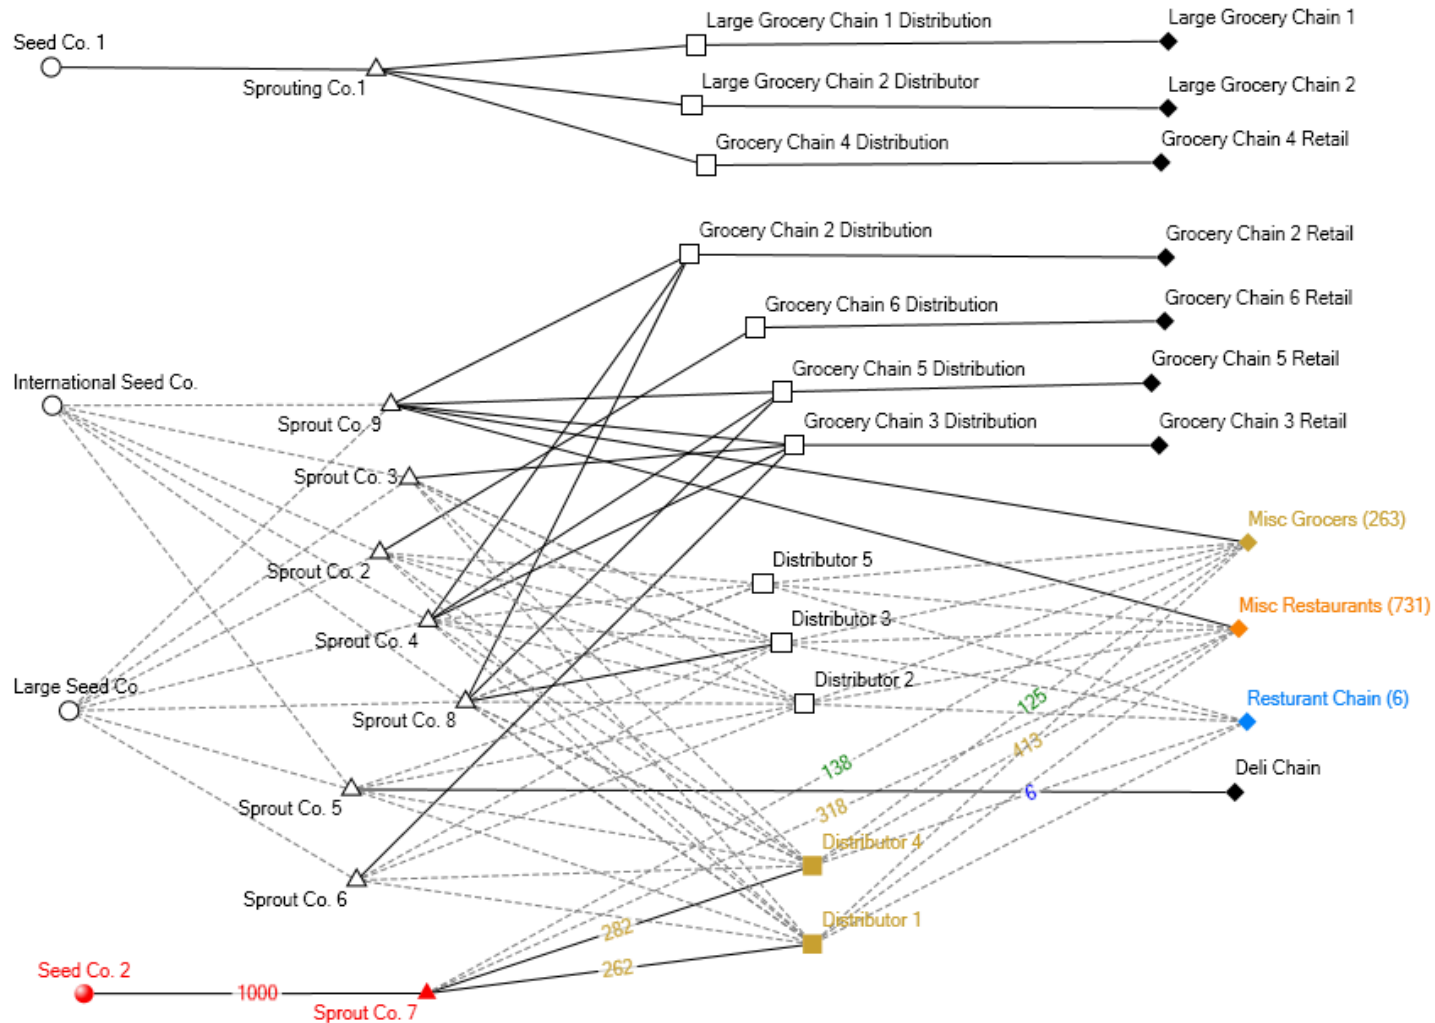 Large Grocery Chain 1 Distribution
Large Grocery Chain 1
Seed Co. 1
Sprouting Co.1
Large Grocery Chain 2 Distributor
Large Grocery Chain 2
Grocery Chain 4 Distribution
Grocery Chain 4 Retail
Grocery Chain 2 Distribution
Grocery Chain 2 Retail
Grocery Chain 6 Distribution
Grocery Chain 6 Retail
International Seed Co.
Grocery Chain 5 Distribution
Grocery Chain 5 Retail
Sprout Co. 9
Grocery Chain 3 Distribution
Grocery Chain 3 Retail
Sprout Co. 3
Misc Grocers (263)
Sprout Co. 2
Distributor 5
Misc Restaurants (731)
Sprout Co. 4
Distributor 3
Large Seed Co
Distributor 2
Resturant Chain (6)
Sprout Co. 8
125
413
138
Deli Chain
6
Sprout Co. 5
318
Distributor 4
Sprout Co. 6
282
Distributor 1
262
Seed Co. 2
1000
Sprout Co. 7